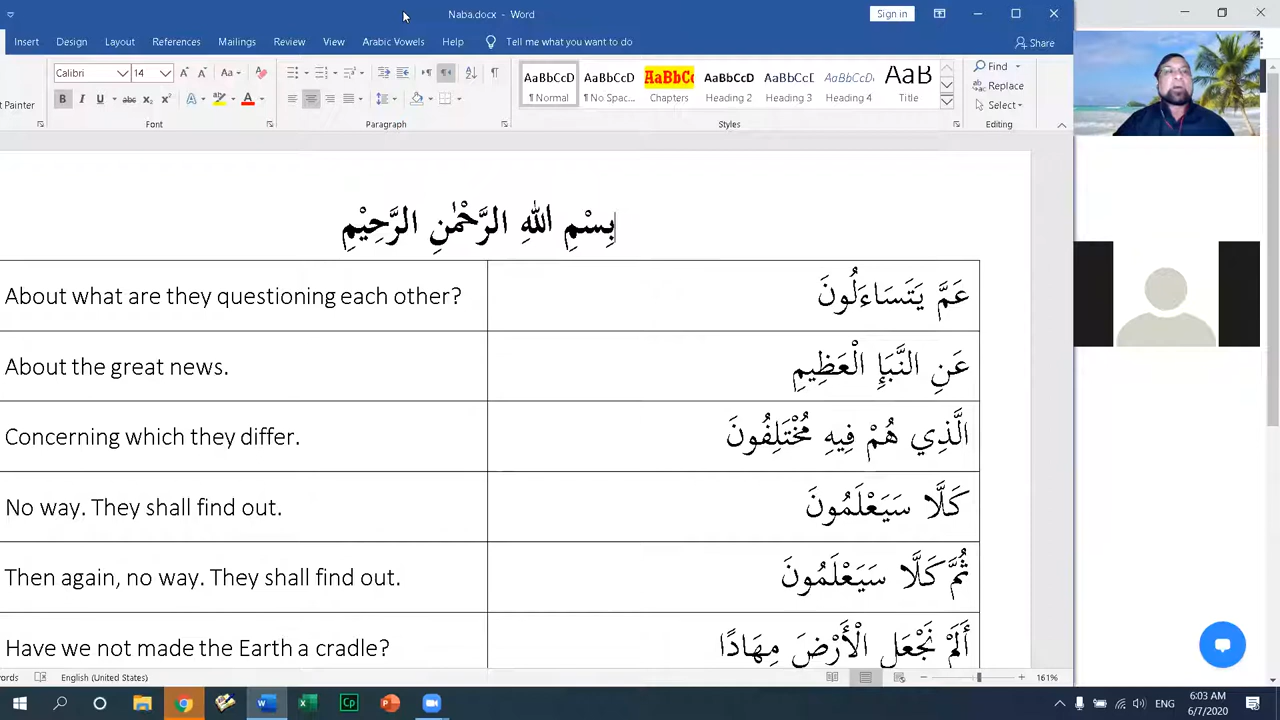 Naba.docx - Word
Sign in
Insert Design Layout References Mailings Review View Arabic Vowels Help Tell me what you want to do Share
Calibri 14 Aa
AaBbCcD AaBbCcD AaBbCc AaBbCcD AaBbCcD AaBbCcD AaB
¶ Normal ¶ No Spac... Chapters Heading 2 Heading 3 Heading 4 Title
Find
Replace
Select
t Painter
Font Paragraph Styles Editing
بِسْمِ اللهِ الرَّحْمٰنِ الرَّحِيْمِ
About what are they questioning each other?
عَمَّ يَتَسَاءَلُونَ
About the great news.
عَنِ النَّبَإِ الْعَظِيمِ
Concerning which they differ.
الَّذِي هُمْ فِيهِ مُخْتَلِفُونَ
No way. They shall find out.
كَلَّا سَيَعْلَمُونَ
Then again, no way. They shall find out.
ثُمَّ كَلَّا سَيَعْلَمُونَ
Have we not made the Earth a cradle?
أَلَمْ نَجْعَلِ الْأَرْضَ مِهَادًا
words English (United States) 161%
ENG
6:03 AM
6/7/2020